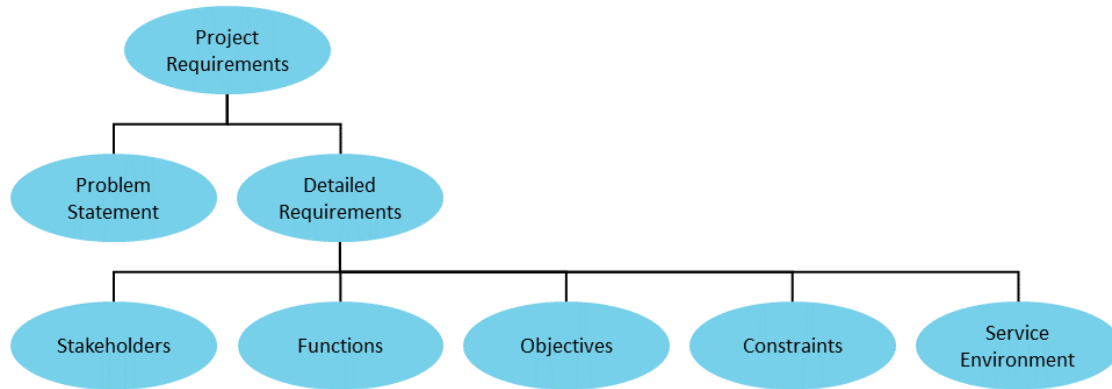 Project
Requirements
Problem
Statement
Detailed
Requirements
Stakeholders
Functions
Objectives
Constraints
Service
Environment